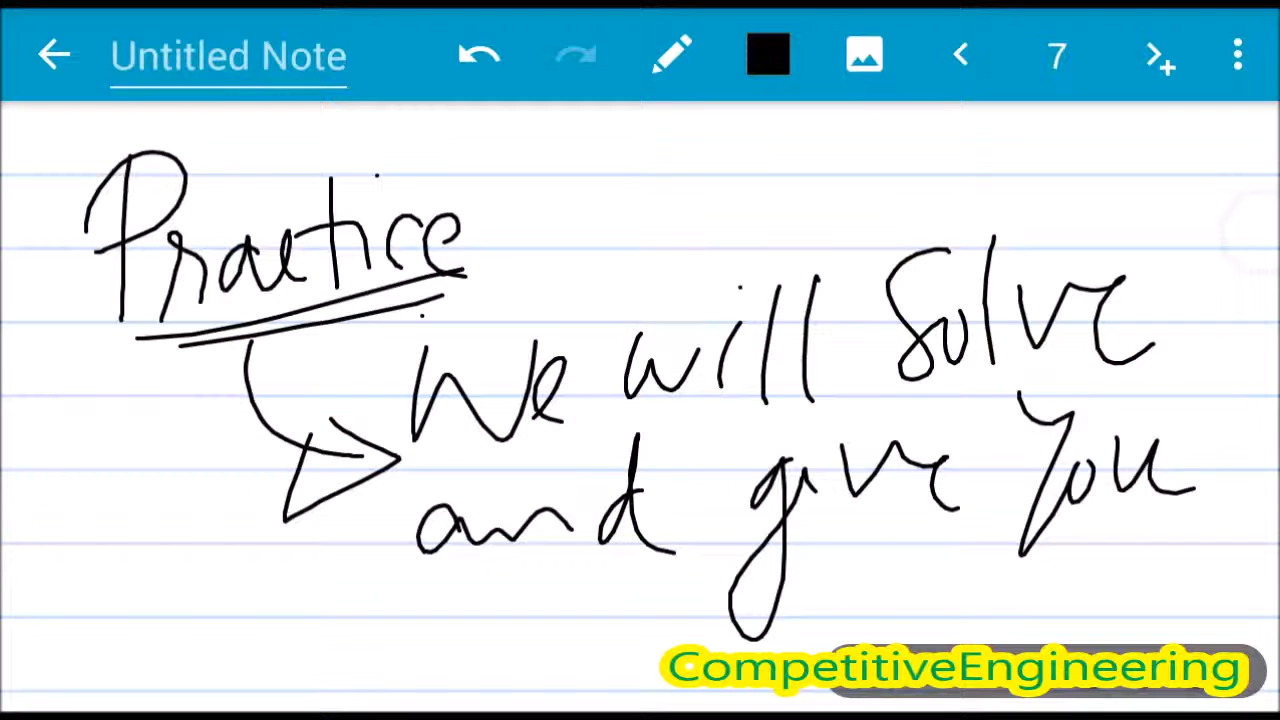 Untitled Note 7
Practice
We will Solve
and give You
CompetitiveEngineering